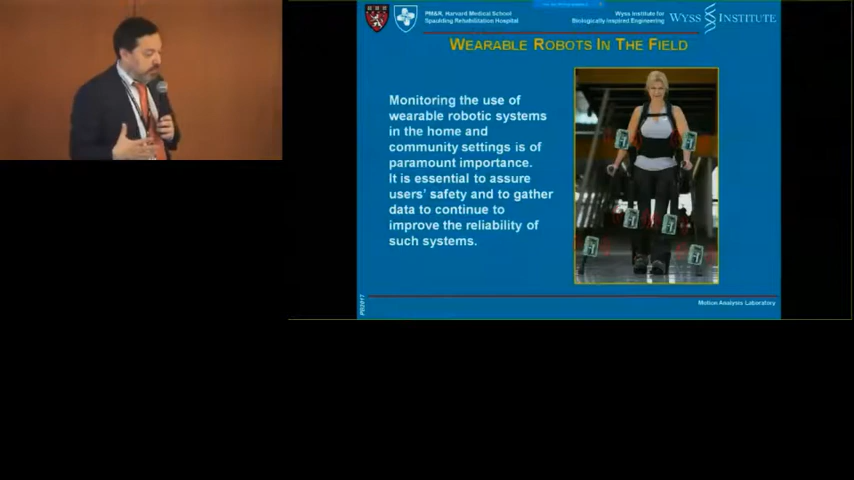 PM&R, Harvard Medical School
Spaulding Rehabilitation Hospital
Wyss Institute for
Biologically Inspired Engineering
WYSS INSTITUTE
WEARABLE ROBOTS IN THE FIELD
Monitoring the use of
wearable robotic systems
in the home and
community settings is of
paramount importance.
It is essential to assure
users' safety and to gather
data to continue to
improve the reliability of
such systems.
Motion Analysis Laboratory